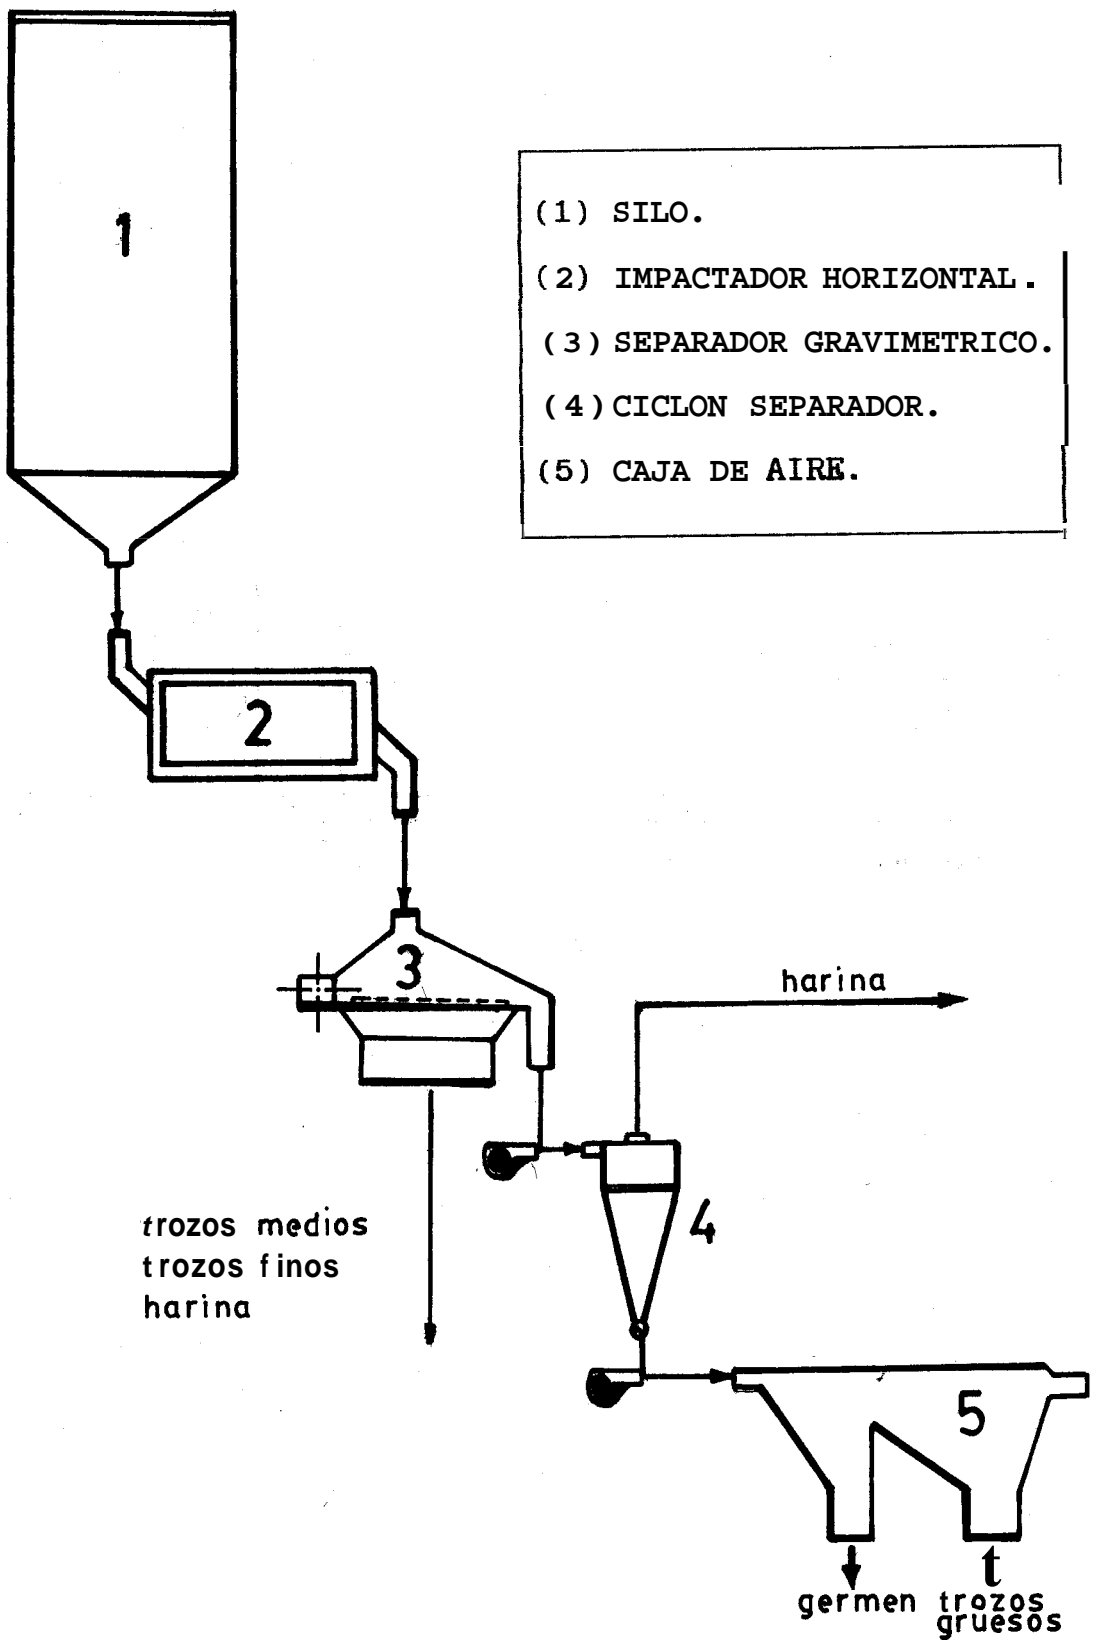 1
(1) SILO.
(2) IMPACTADOR HORIZONTAL.
(3) SEPARADOR GRAVIMETRICO.
(4) CICLON SEPARADOR.
(5) CAJA DE AIRE.
2
3
harina
trozos medios
trozos finos
harina
4
5
t
germen trozos
gruesos